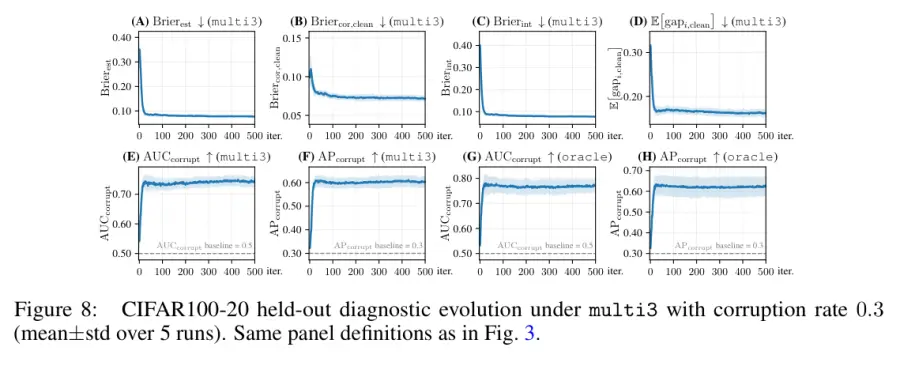 (A) Brier_est ↓ (multi3) (B) Brier_cor,clean ↓ (multi3) (C) Brier_int ↓ (multi3) (D) 𝔼[gap_i,clean] ↓ (multi3)
Brier_est
0.40
0.30
0.20
0.10
0 100 200 300 400 500 iter.
Brier_cor,clean
0.15
0.10
0.05
0 100 200 300 400 500 iter.
Brier_int
0.40
0.30
0.20
0.10
0 100 200 300 400 500 iter.
𝔼[gap_i,clean]
0.30
0.20
0 100 200 300 400 500 iter.
(E) AUC_corrupt ↑ (multi3) (F) AP_corrupt ↑ (multi3) (G) AUC_corrupt ↑ (oracle) (H) AP_corrupt ↑ (oracle)
AUC_corrupt
0.70
0.60
0.50
AUC_corrupt baseline = 0.5
0 100 200 300 400 500 iter.
AP_corrupt
0.60
0.50
0.40
0.30
AP_corrupt baseline = 0.3
0 100 200 300 400 500 iter.
AUC_corrupt
0.80
0.70
0.60
0.50
AUC_corrupt baseline = 0.5
0 100 200 300 400 500 iter.
AP_corrupt
0.70
0.60
0.50
0.40
0.30
AP_corrupt baseline = 0.3
0 100 200 300 400 500 iter.
Figure 8: CIFAR100-20 held-out diagnostic evolution under multi3 with corruption rate 0.3
(mean±std over 5 runs). Same panel definitions as in Fig. 3.